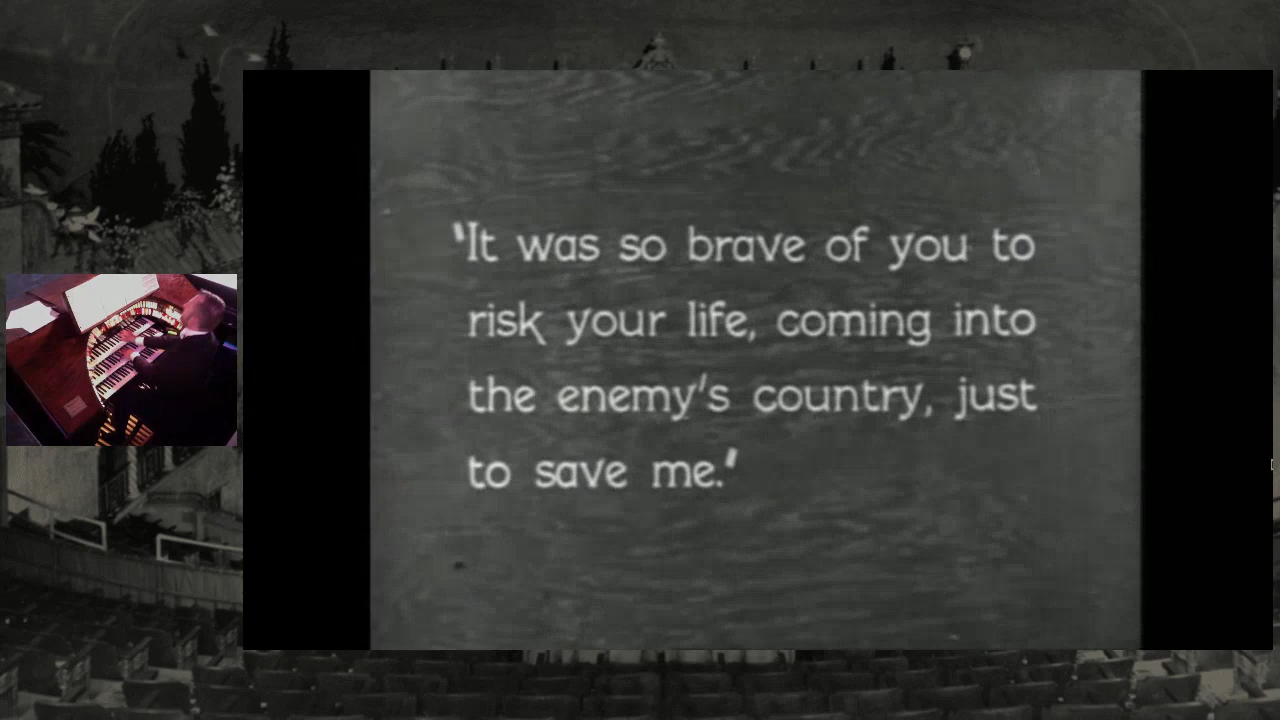 "It was so brave of you to
risk your life, coming into
the enemy's country, just
to save me."